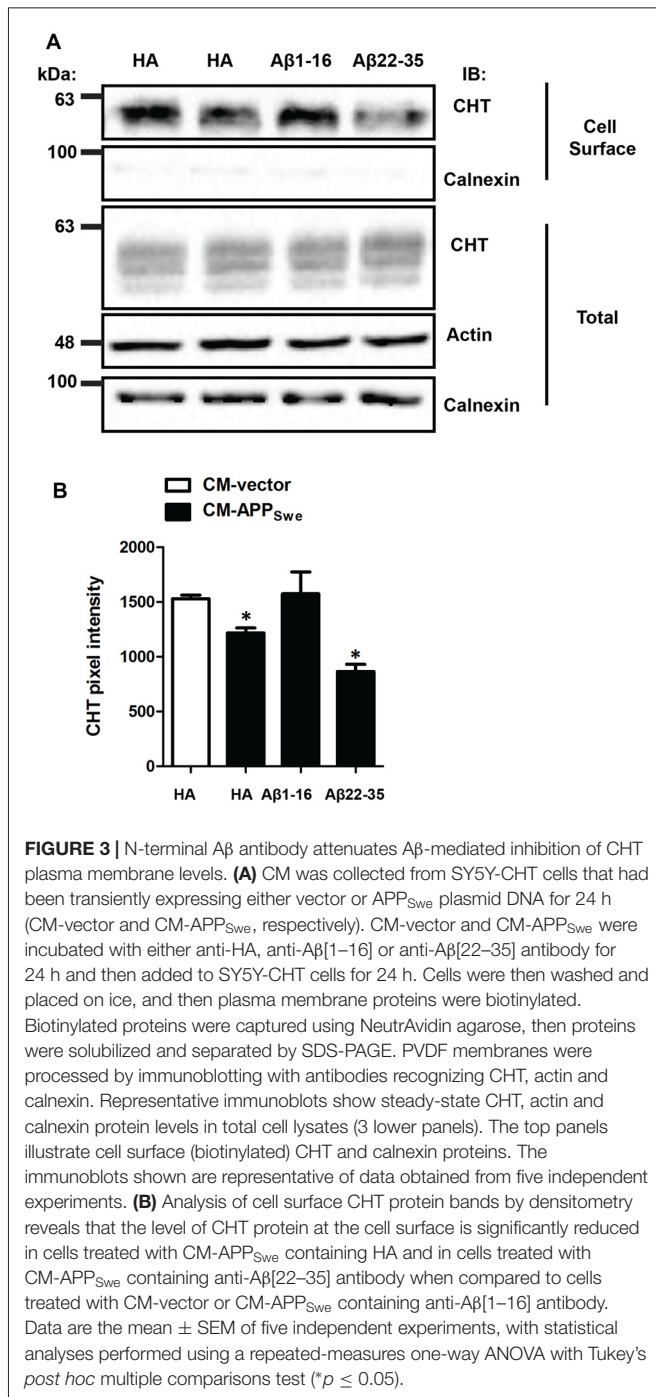 A
HA HA Aβ1-16 Aβ22-35
kDa: IB:
63
CHT
Cell
Surface
100
Calnexin
63
CHT
Total
48
Actin
100
Calnexin
B
CM-vector
CM-APPSwe
2000
1500
1000
500
0
CHT pixel intensity
*
*
HA HA Aβ1-16 Aβ22-35
FIGURE 3 | N-terminal Aβ antibody attenuates Aβ-mediated inhibition of CHT
plasma membrane levels. (A) CM was collected from SY5Y-CHT cells that had
been transiently expressing either vector or APPSwe plasmid DNA for 24 h
(CM-vector and CM-APPSwe, respectively). CM-vector and CM-APPSwe were
incubated with either anti-HA, anti-Aβ[1–16] or anti-Aβ[22–35] antibody for
24 h and then added to SY5Y-CHT cells for 24 h. Cells were then washed and
placed on ice, and then plasma membrane proteins were biotinylated.
Biotinylated proteins were captured using NeutrAvidin agarose, then proteins
were solubilized and separated by SDS-PAGE. PVDF membranes were
processed by immunoblotting with antibodies recognizing CHT, actin and
calnexin. Representative immunoblots show steady-state CHT, actin and
calnexin protein levels in total cell lysates (3 lower panels). The top panels
illustrate cell surface (biotinylated) CHT and calnexin proteins. The
immunoblots shown are representative of data obtained from five independent
experiments. (B) Analysis of cell surface CHT protein bands by densitometry
reveals that the level of CHT protein at the cell surface is significantly reduced
in cells treated with CM-APPSwe containing HA and in cells treated with
CM-APPSwe containing anti-Aβ[22–35] antibody when compared to cells
treated with CM-vector or CM-APPSwe containing anti-Aβ[1–16] antibody.
Data are the mean ± SEM of five independent experiments, with statistical
analyses performed using a repeated-measures one-way ANOVA with Tukey's
post hoc multiple comparisons test (*p ≤ 0.05).